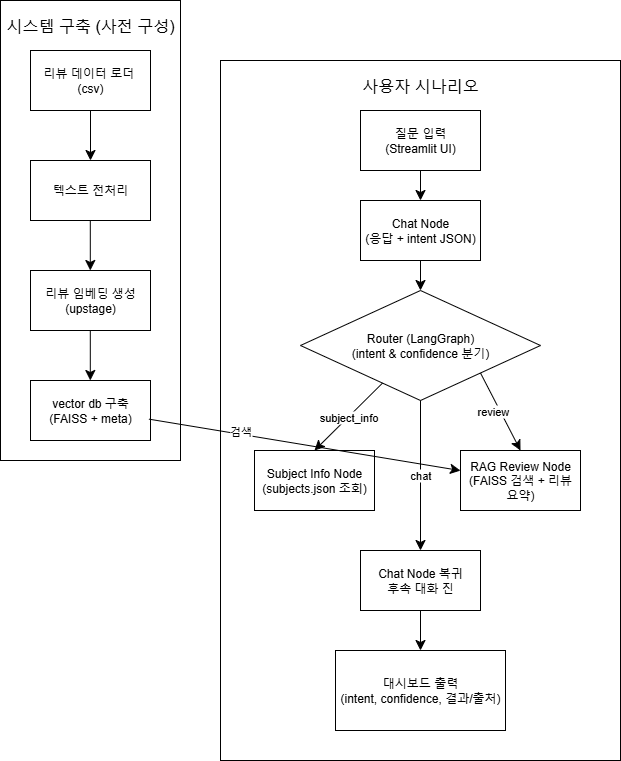 시스템 구축 (사전 구성)
리뷰 데이터 로더
(csv)
텍스트 전처리
리뷰 임베딩 생성
(upstage)
vector db 구축
(FAISS + meta)
검색
사용자 시나리오
질문 입력
(Streamlit UI)
Chat Node
(응답 + intent JSON)
Router (LangGraph)
(intent & confidence 분기)
subject_info
review
chat
Subject Info Node
(subjects.json 조회)
RAG Review Node
(FAISS 검색 + 리뷰
요약)
Chat Node 복귀
후속 대화 진
대시보드 출력
(intent, confidence, 결과/출처)